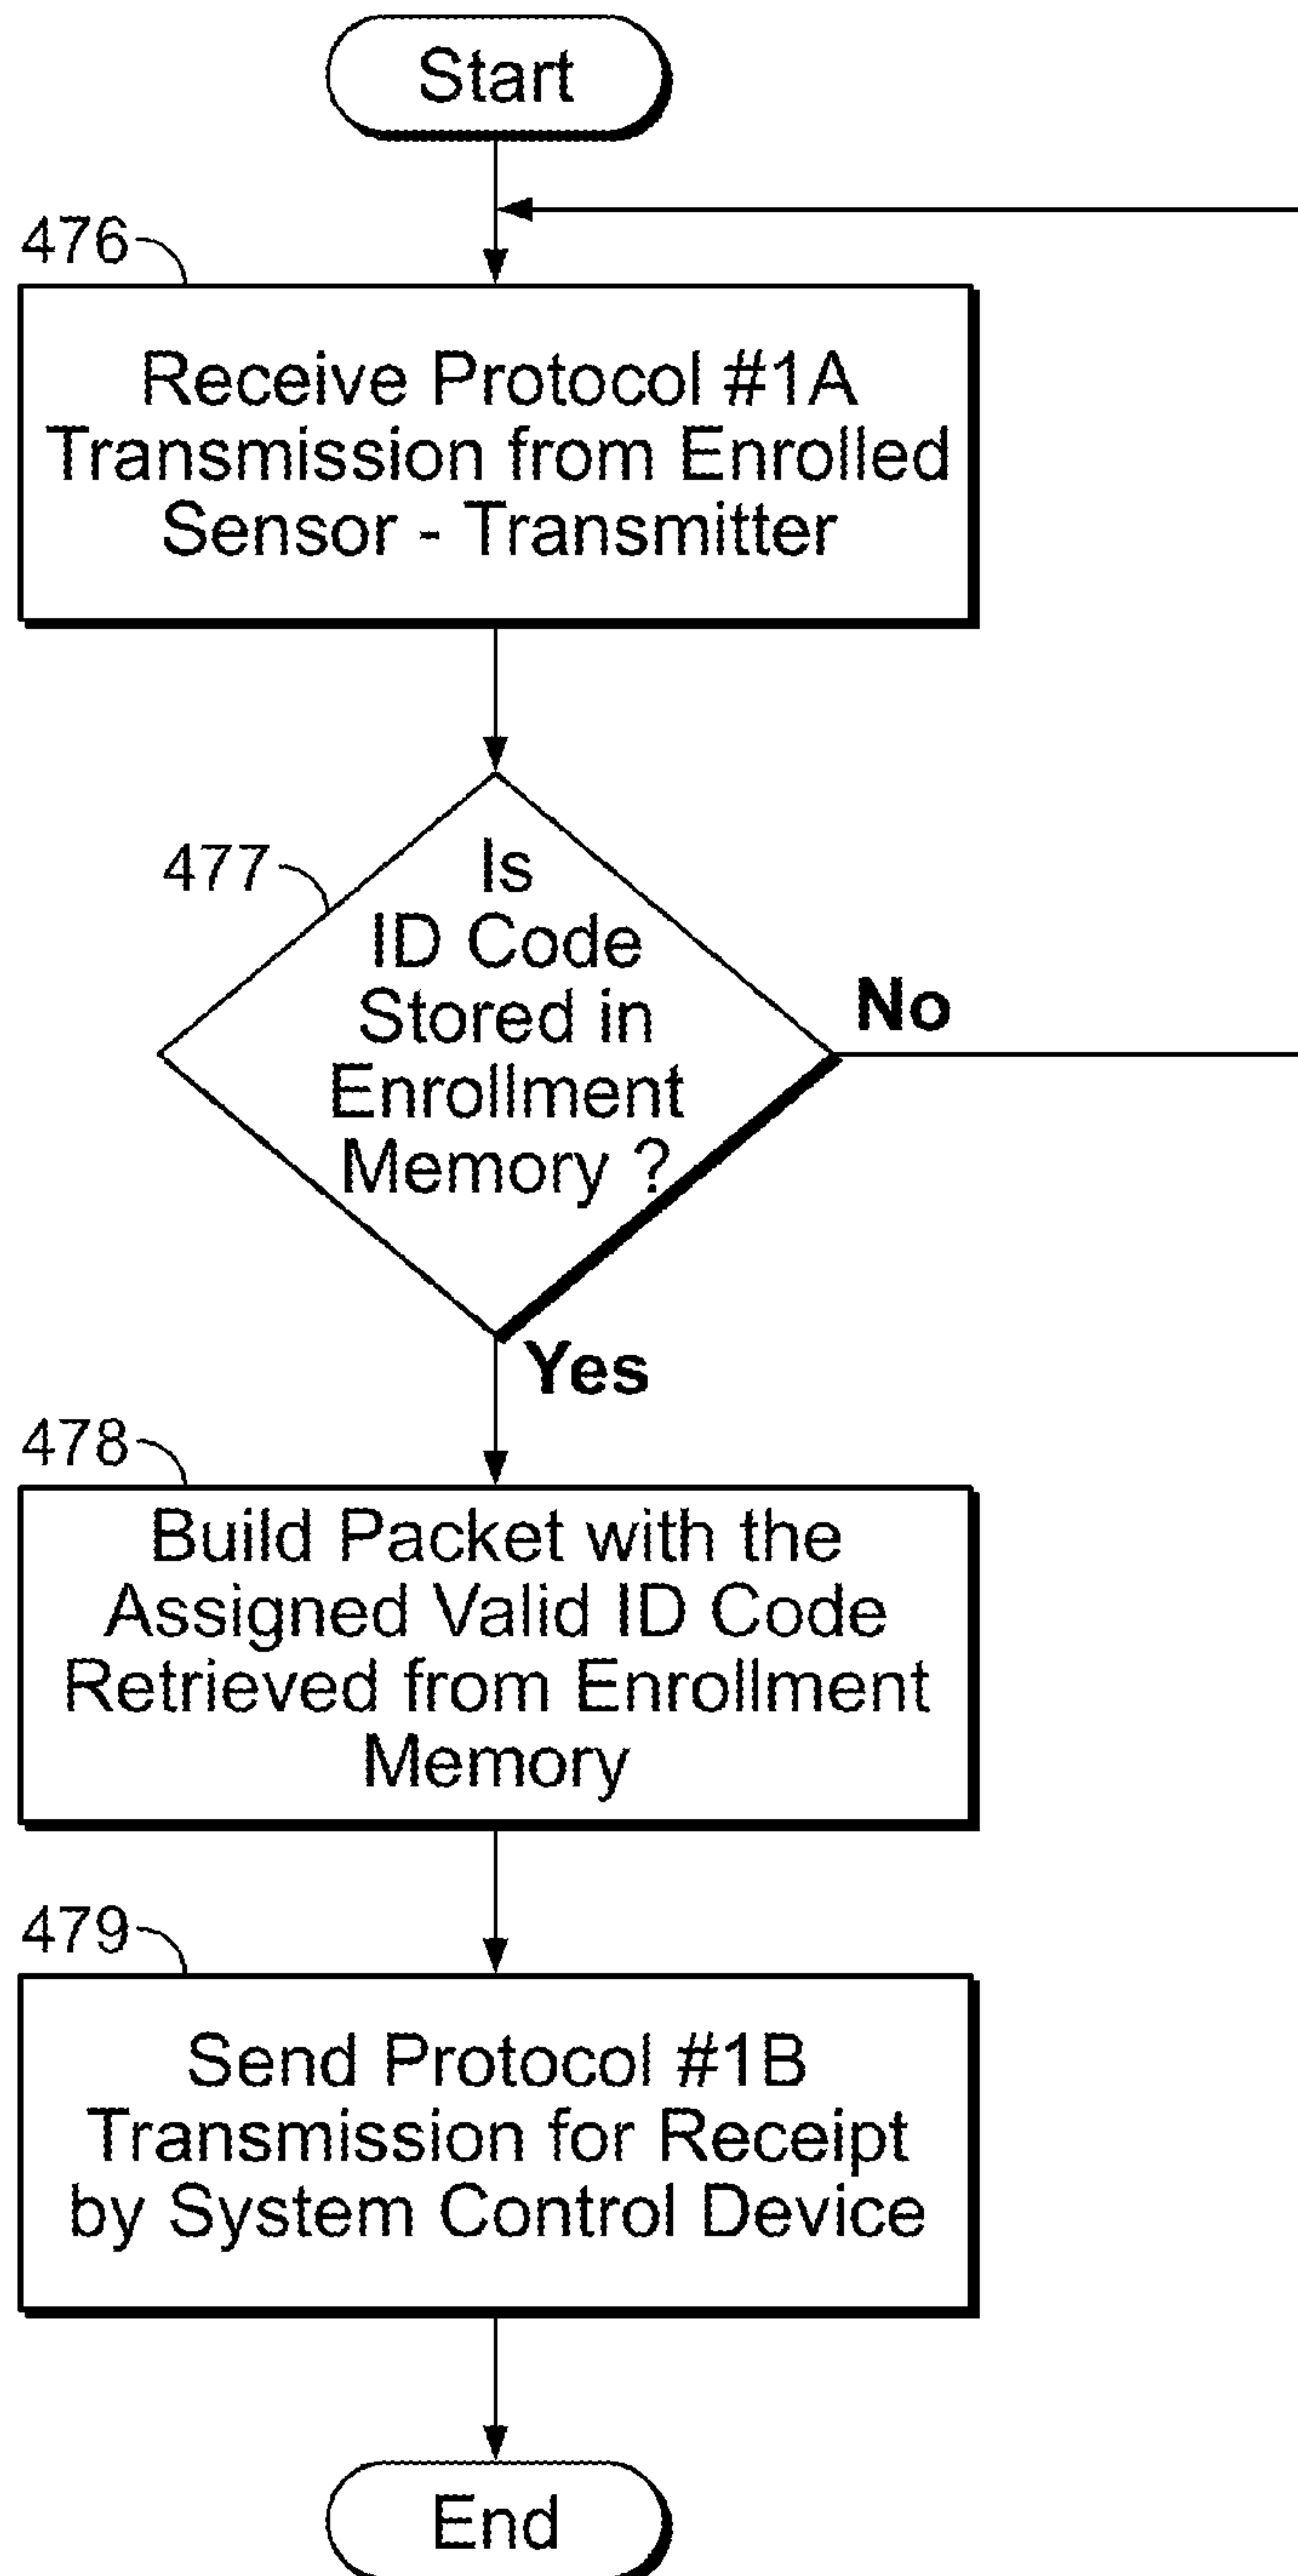 Start
476
Receive Protocol #1A
Transmission from Enrolled
Sensor - Transmitter
477
Is
ID Code
Stored in
Enrollment
Memory ?
No
Yes
478
Build Packet with the
Assigned Valid ID Code
Retrieved from Enrollment
Memory
479
Send Protocol #1B
Transmission for Receipt
by System Control Device
End